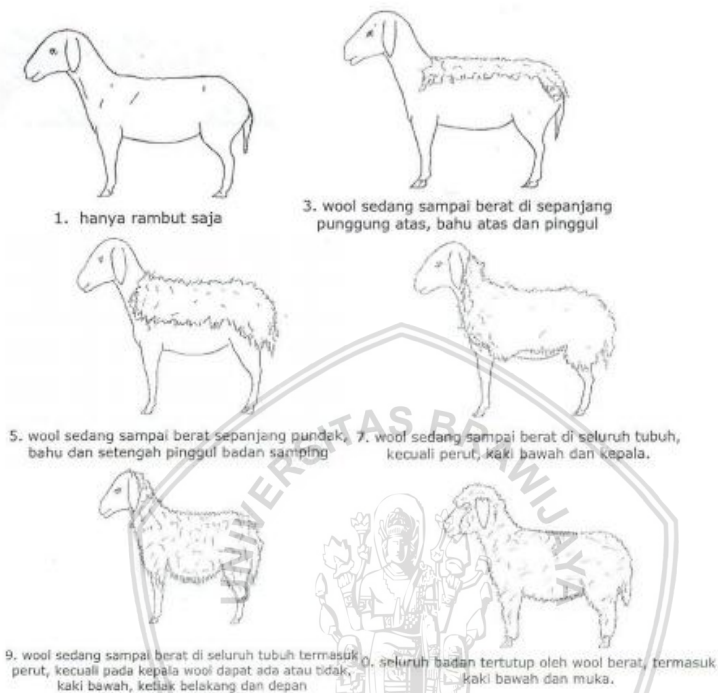 1. hanya rambut saja
3. wool sedang sampai berat di sepanjang
punggung atas, bahu atas dan pinggul
5. wool sedang sampai berat sepanjang pundak,
bahu dan setengah pinggul badan samping
7. wool sedang sampai berat di seluruh tubuh,
kecuali perut, kaki bawah dan kepala.
9. wool sedang sampai berat di seluruh tubuh termasuk
perut, kecuali pada kepala wool dapat ada atau tidak,
kaki bawah, ketiak belakang dan depan
0. seluruh badan tertutup oleh wool berat, termasuk
kaki bawah dan muka.
UNIVERSITAS BRAWIJAYA